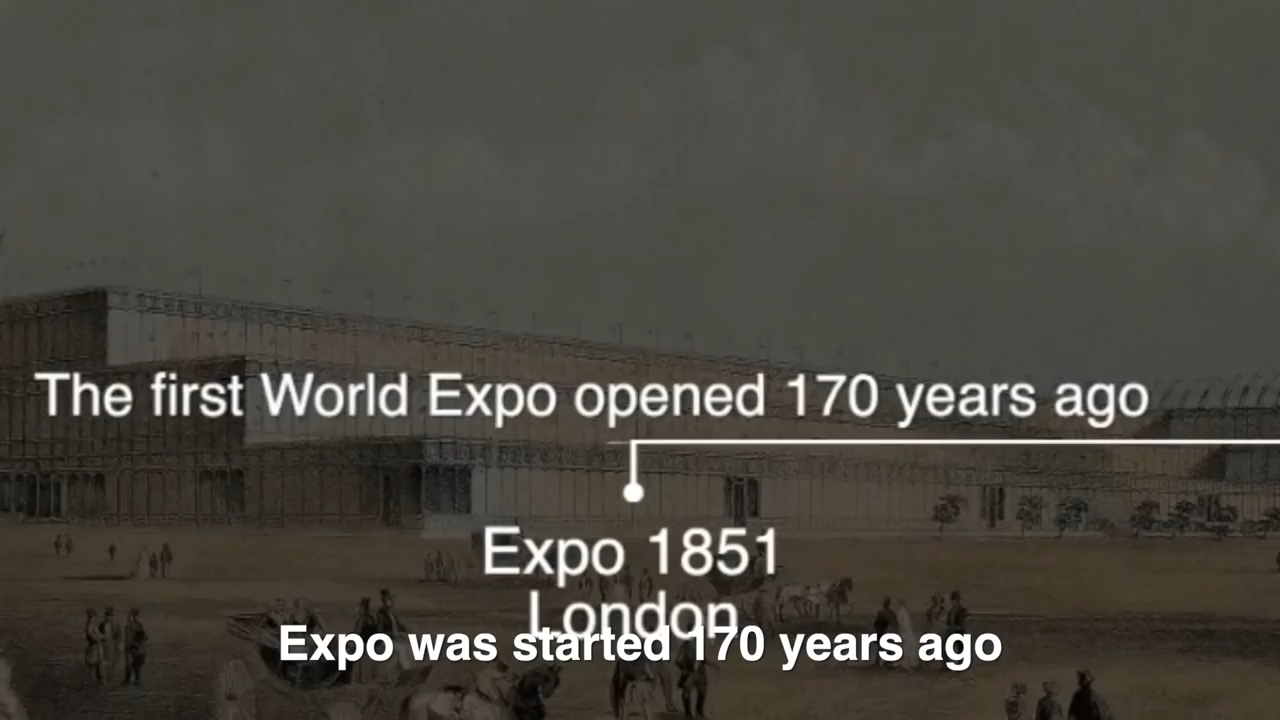 The first World Expo opened 170 years ago
Expo 1851
London
Expo was started 170 years ago